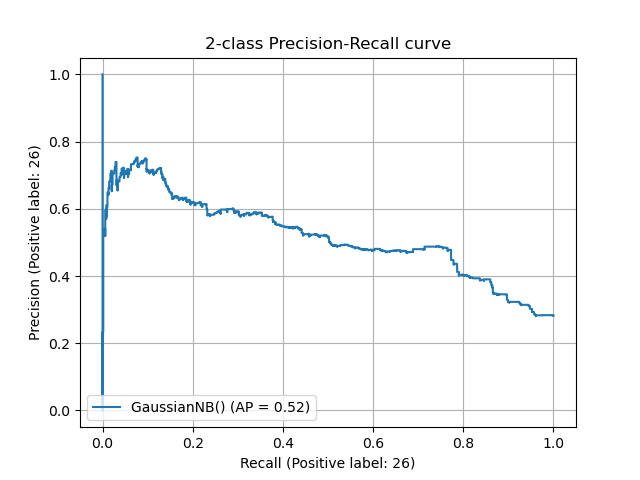 2-class Precision-Recall curve
Precision (Positive label: 26)
1.0
0.8
0.6
0.4
0.2
0.0
GaussianNB() (AP = 0.52)
0.0 0.2 0.4 0.6 0.8 1.0
Recall (Positive label: 26)